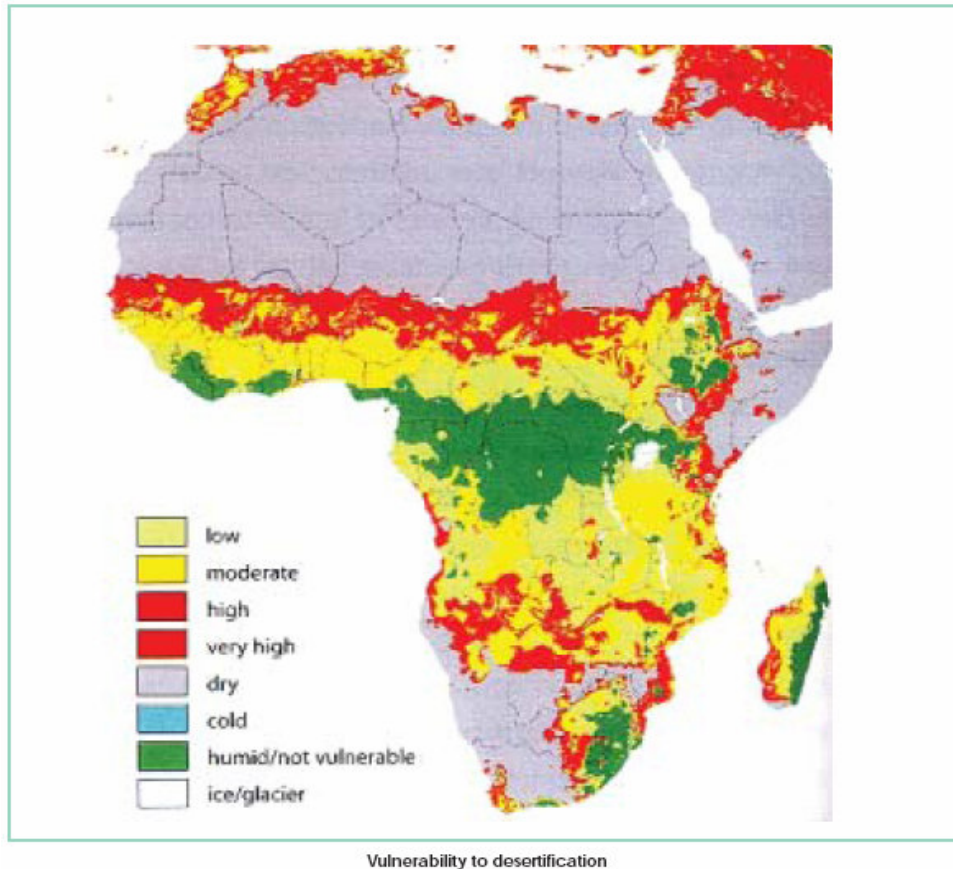 low
moderate
high
very high
dry
cold
humid/not vulnerable
ice/glacier
Vulnerability to desertification